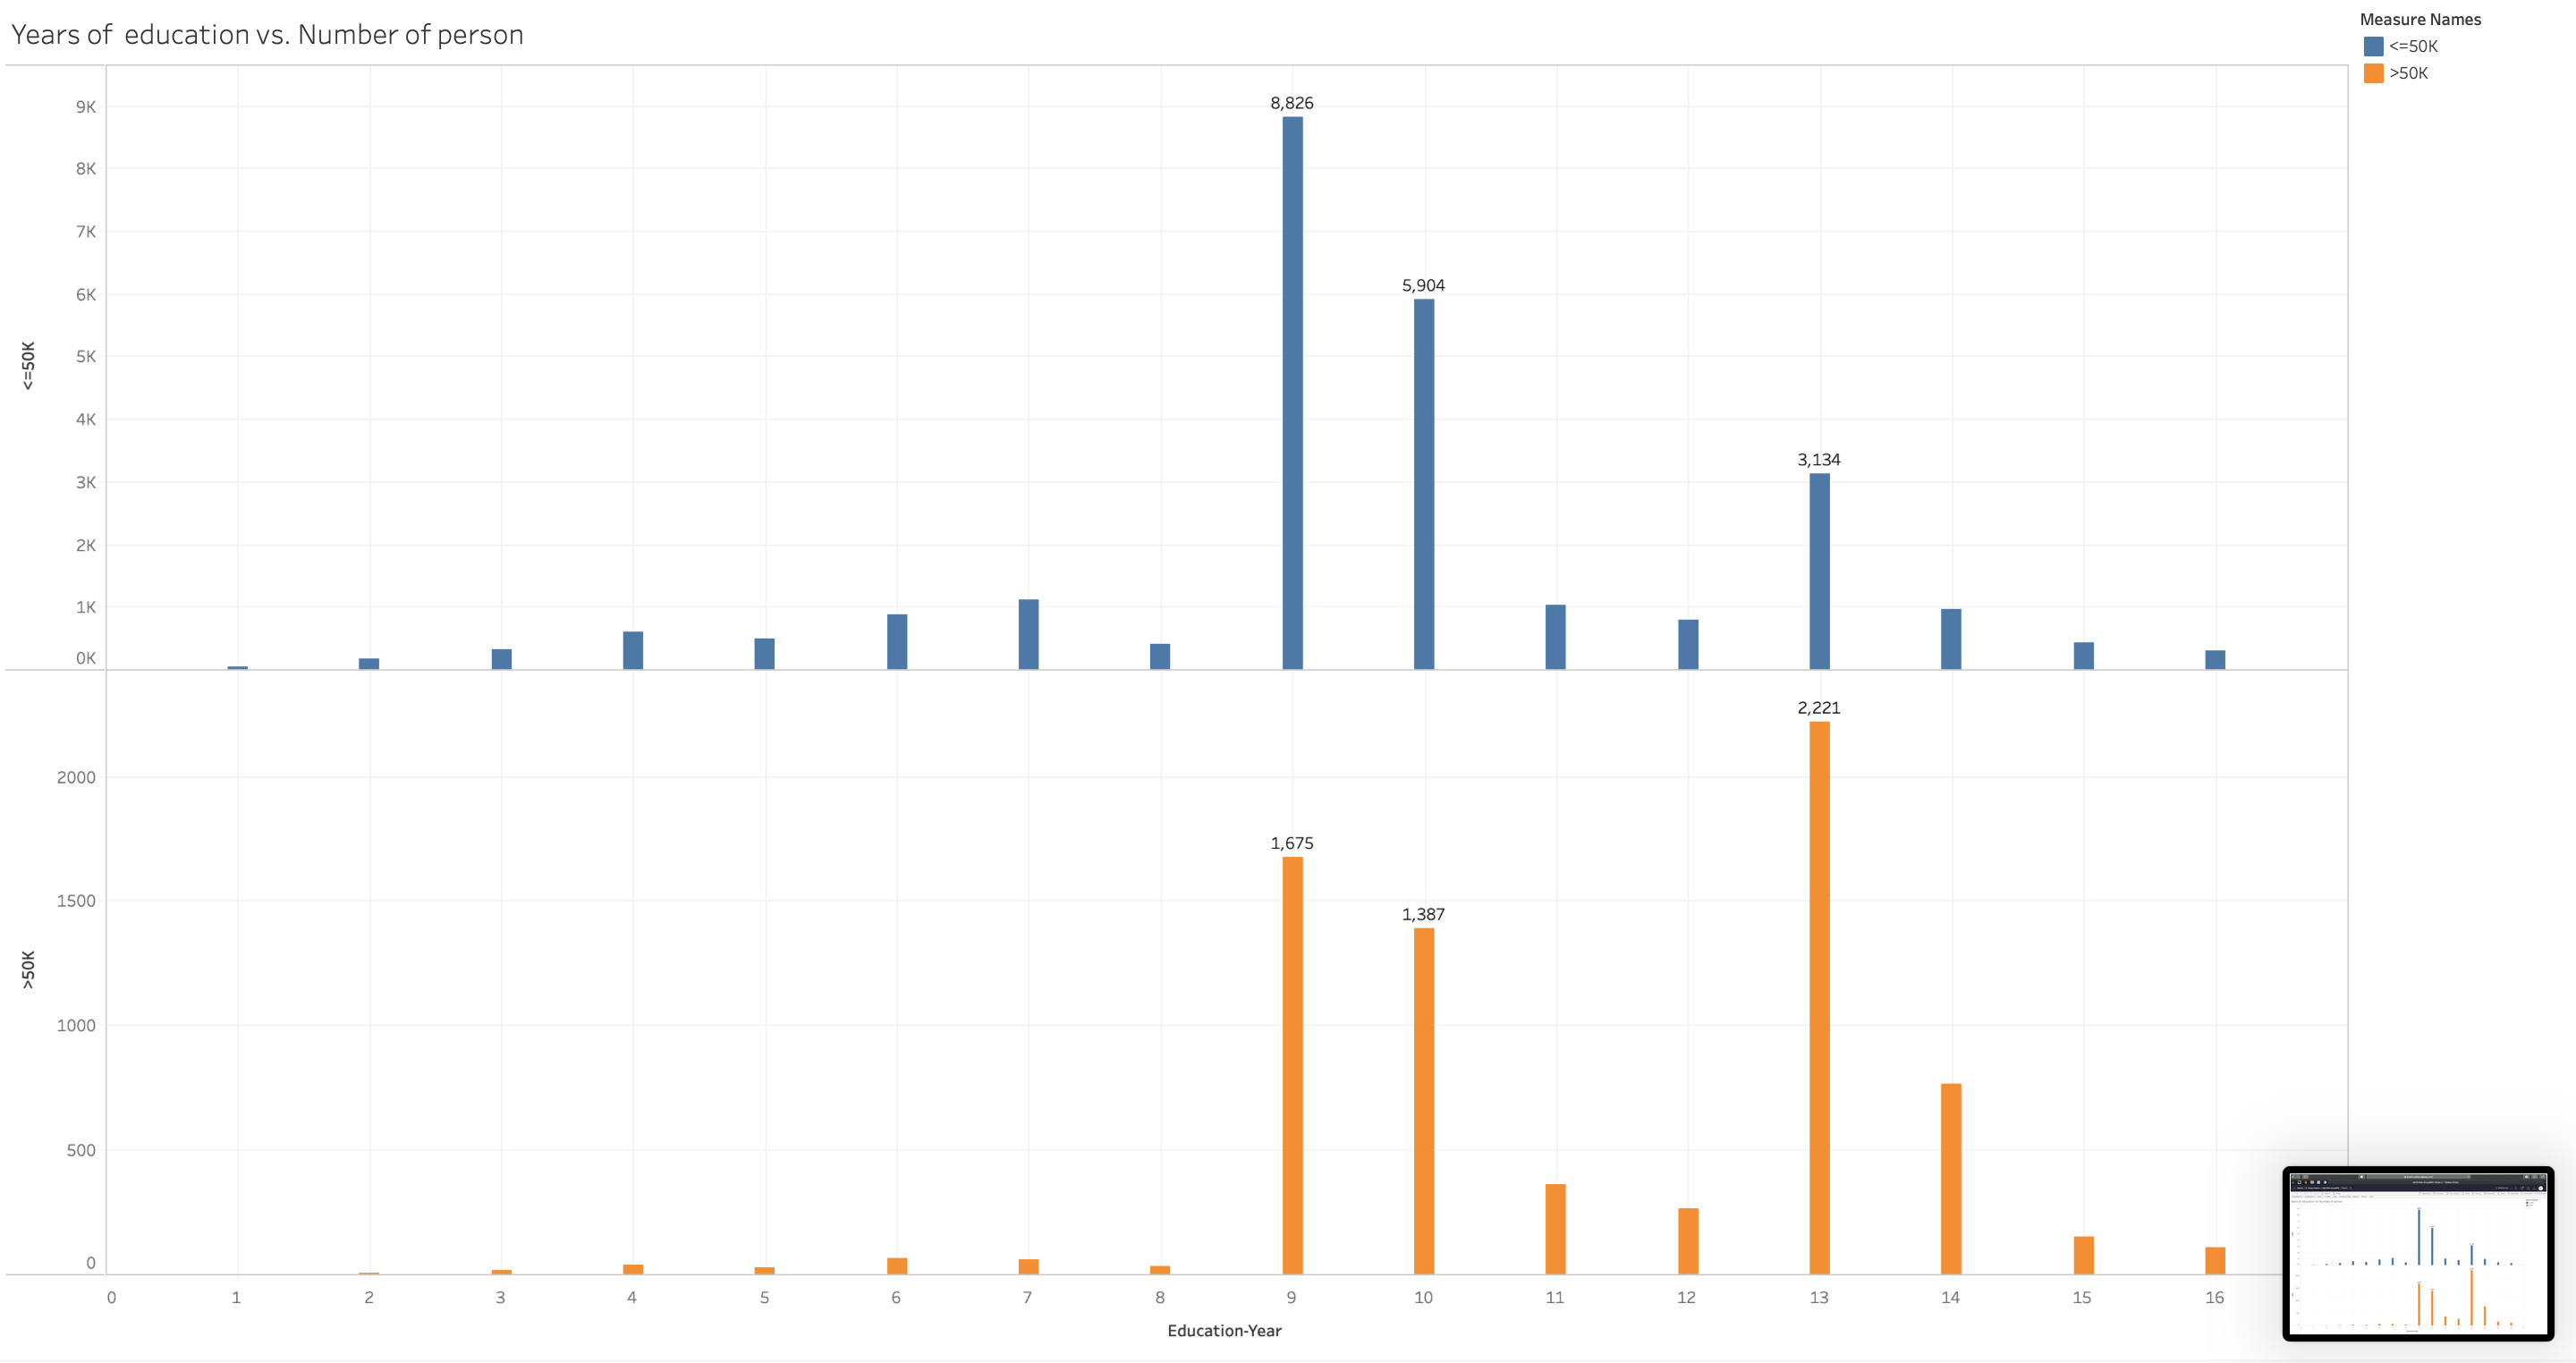 Years of education vs. Number of person
Measure Names
<=50K
>50K
<=50K
9K
8K
7K
6K
5K
4K
3K
2K
1K
0K
8,826
5,904
3,134
>50K
2000
1500
1000
500
0
2,221
1,675
1,387
0 1 2 3 4 5 6 7 8 9 10 11 12 13 14 15 16
Education-Year